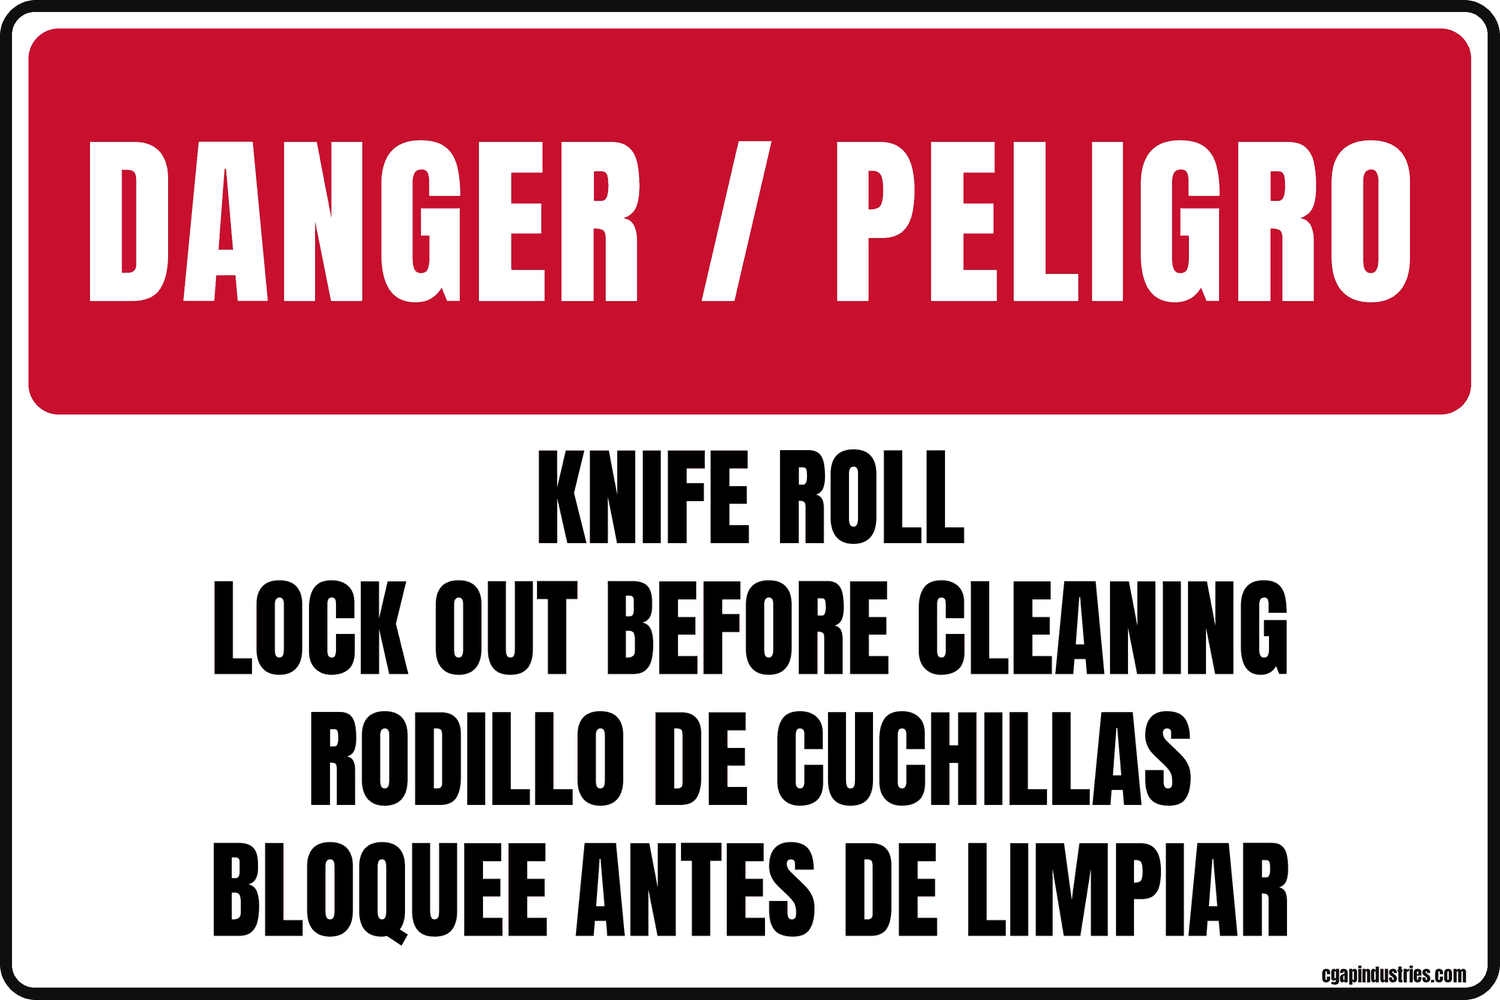 DANGER / PELIGRO
KNIFE ROLL
LOCK OUT BEFORE CLEANING
RODILLO DE CUCHILLAS
BLOQUEE ANTES DE LIMPIAR
cgapindustries.com